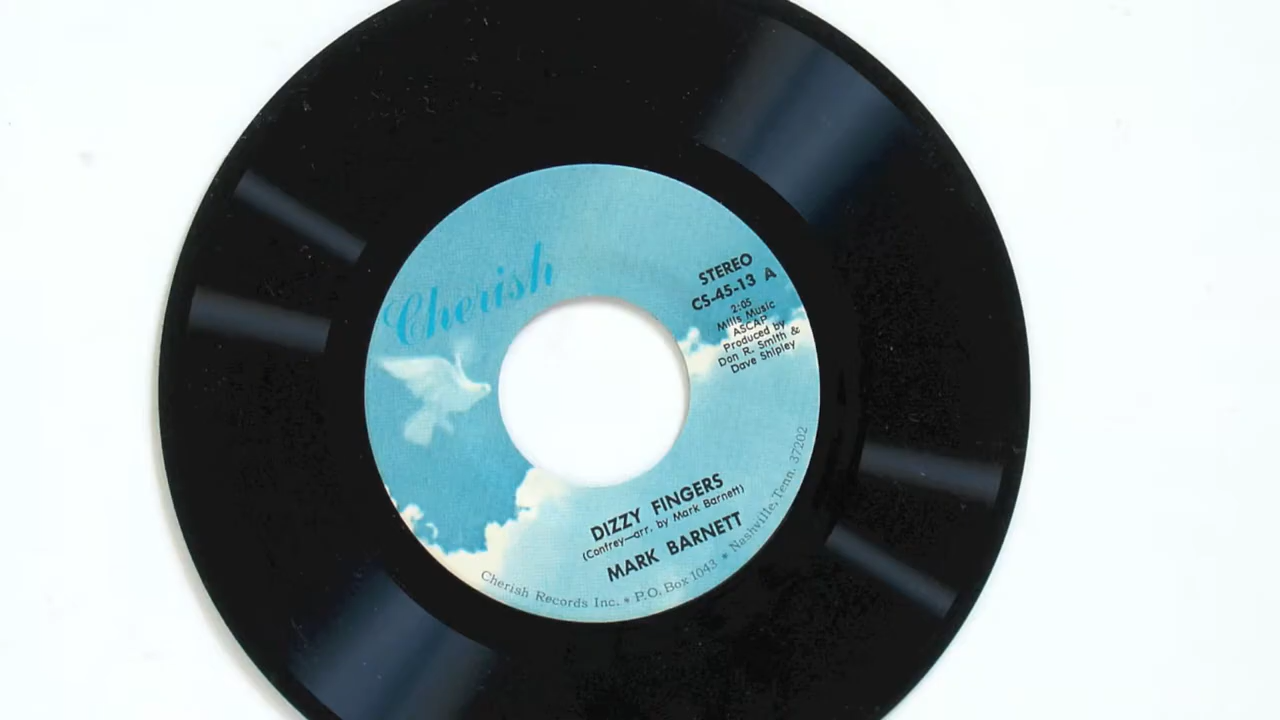 Cherish
STEREO
CS-45-13 A
2:05
Mills Music
ASCAP
Produced by
Don R. Smith &
Dave Shipley
DIZZY FINGERS
(Confrey—arr. by Mark Barnett)
MARK BARNETT
Cherish Records Inc. • P.O. Box 1043 • Nashville, Tenn. 37202